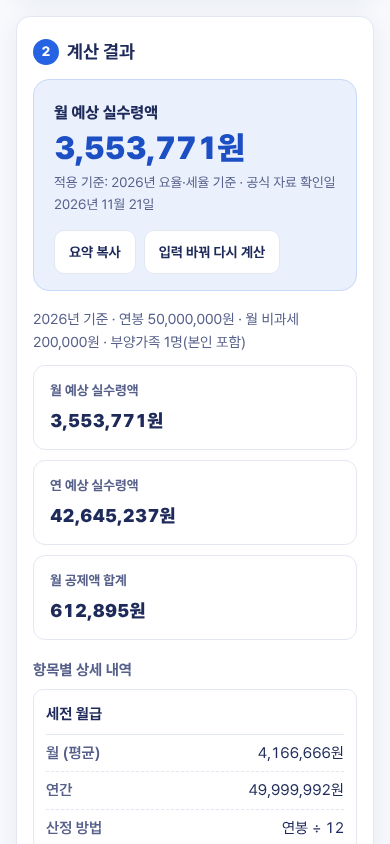 2 계산 결과
월 예상 실수령액
3,553,771원
적용 기준: 2026년 요율·세율 기준 · 공식 자료 확인일
2026년 11월 21일
요약 복사 입력 바꿔 다시 계산
2026년 기준 · 연봉 50,000,000원 · 월 비과세
200,000원 · 부양가족 1명(본인 포함)
월 예상 실수령액
3,553,771원
연 예상 실수령액
42,645,237원
월 공제액 합계
612,895원
항목별 상세 내역
세전 월급
월 (평균) 4,166,666원
연간 49,999,992원
산정 방법 연봉 ÷ 12